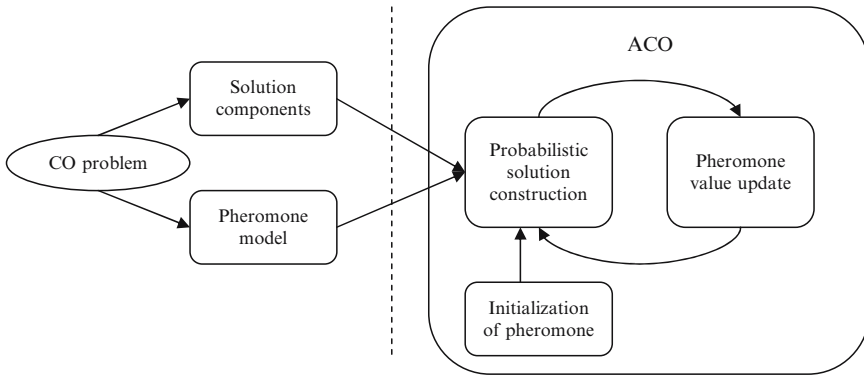 ACO
Solution
components
CO problem
Pheromone
model
Probabilistic
solution
construction
Pheromone
value update
Initialization
of pheromone